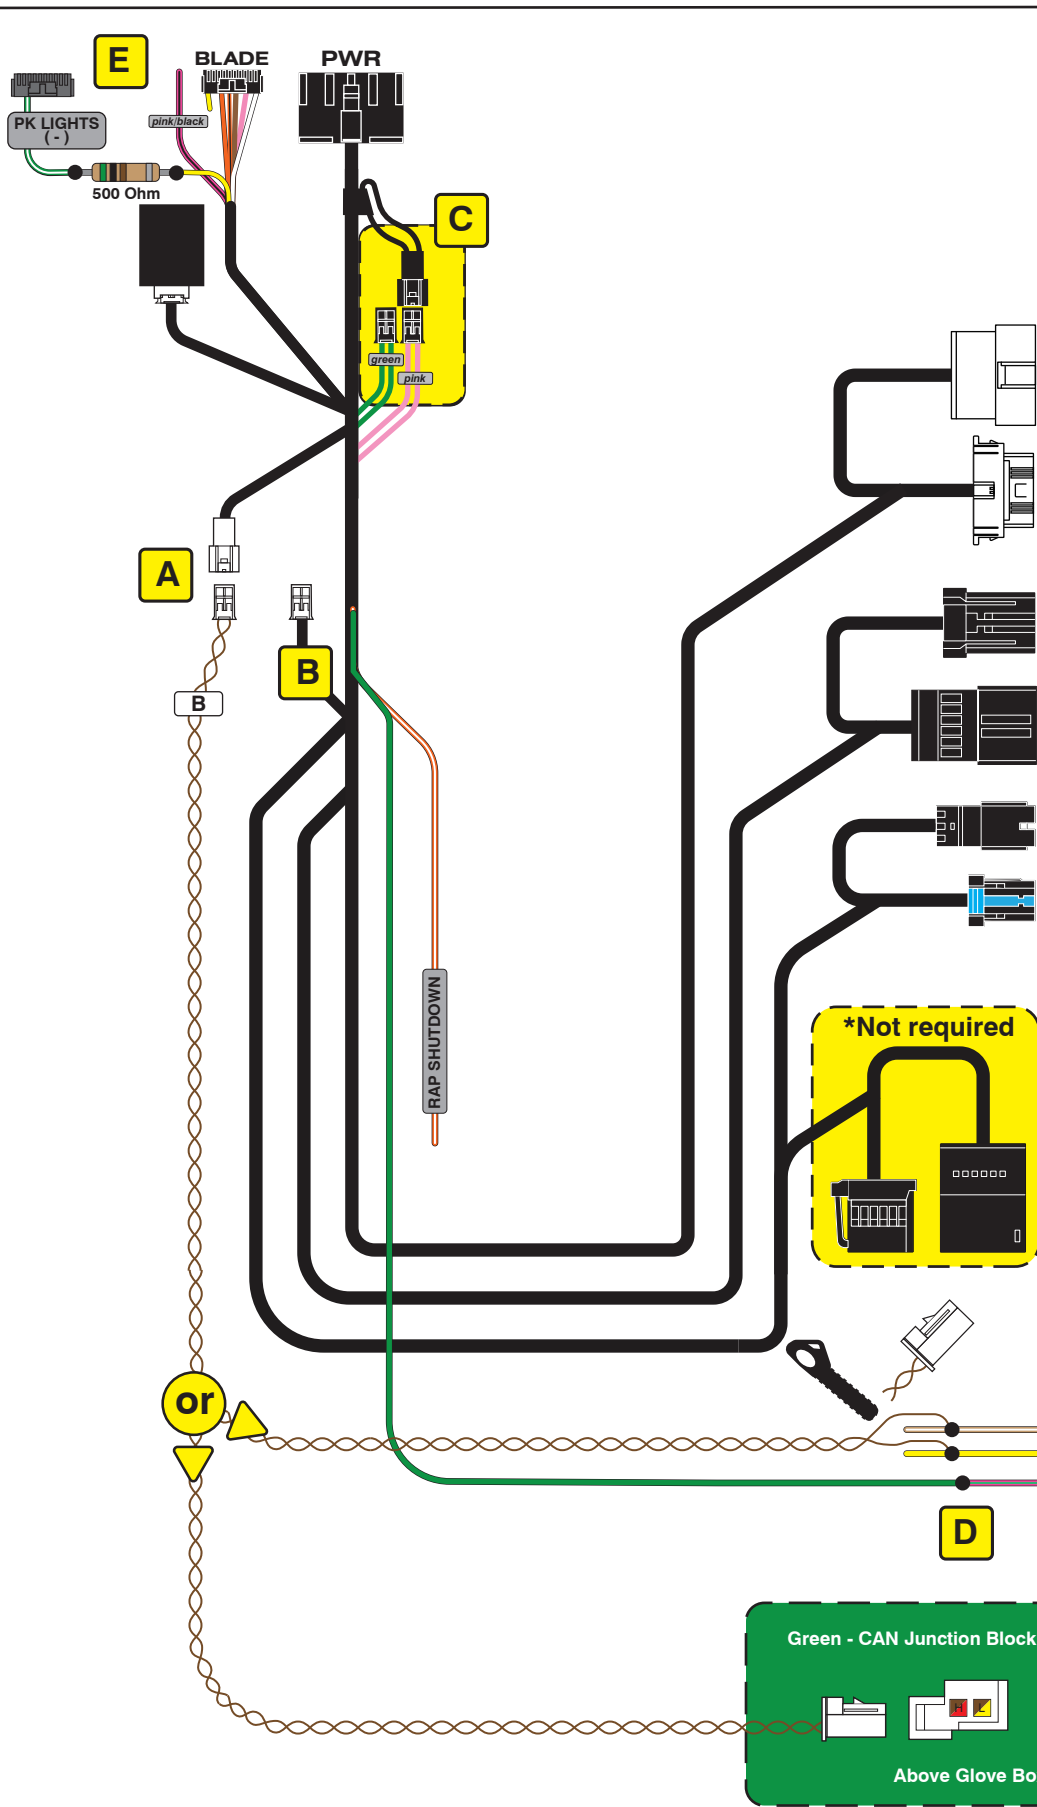 E
BLADE
PWR
PK LIGHTS
( - )
pink/black
500 Ohm
C
green
pink
A
B
B
RAP SHUTDOWN
*Not required
or
D
Green - CAN Junction Block
H L
Above Glove Bo